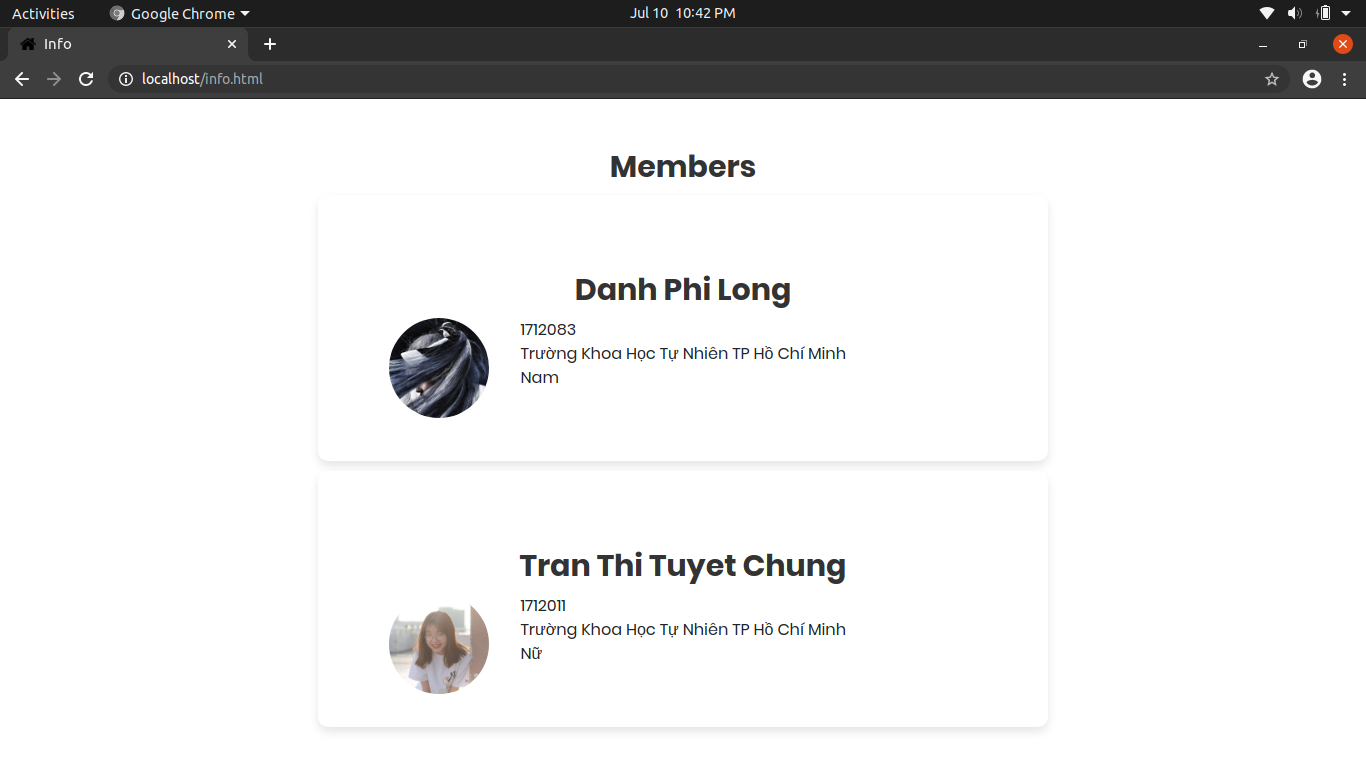 Activities Google Chrome Jul 10 10:42 PM
Info
localhost/info.html
Members
Danh Phi Long
1712083
Trường Khoa Học Tự Nhiên TP Hồ Chí Minh
Nam
Tran Thi Tuyet Chung
1712011
Trường Khoa Học Tự Nhiên TP Hồ Chí Minh
Nữ